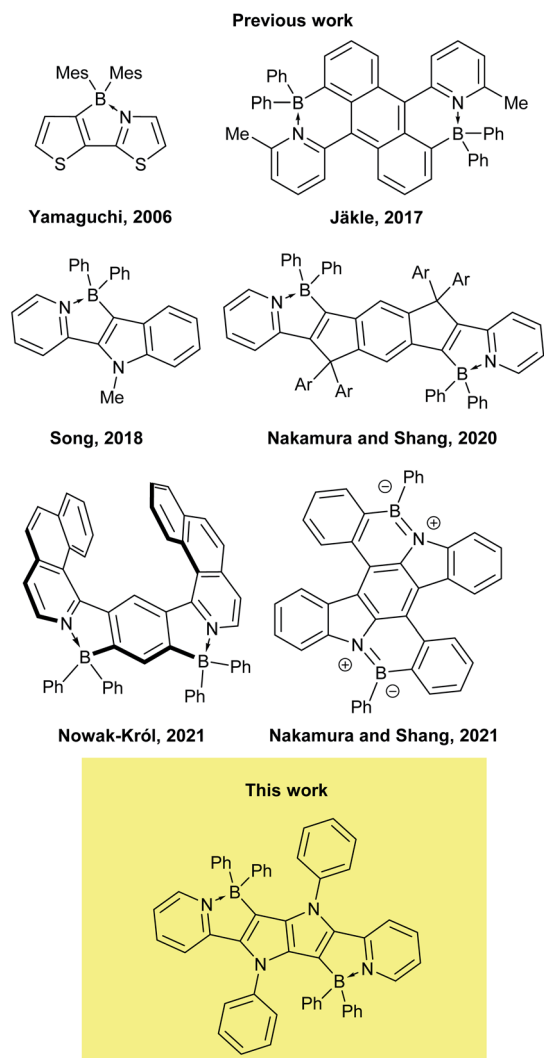 Previous work
Mes Mes
B N
S S
Yamaguchi, 2006
Ph
Ph B N Me
Me N B Ph
Ph
Jäkle, 2017
Ph Ph
N B
N
Me
Song, 2018
Ph Ph Ar Ar
N B
B N
Ar Ar Ph Ph
Nakamura and Shang, 2020
N N
B B
Ph Ph Ph Ph
Nowak-Król, 2021
Ph
⊖ B ⊕
N
N
⊕ B ⊖
Ph
Nakamura and Shang, 2021
This work
Ph Ph
N B N
N B N
Ph Ph